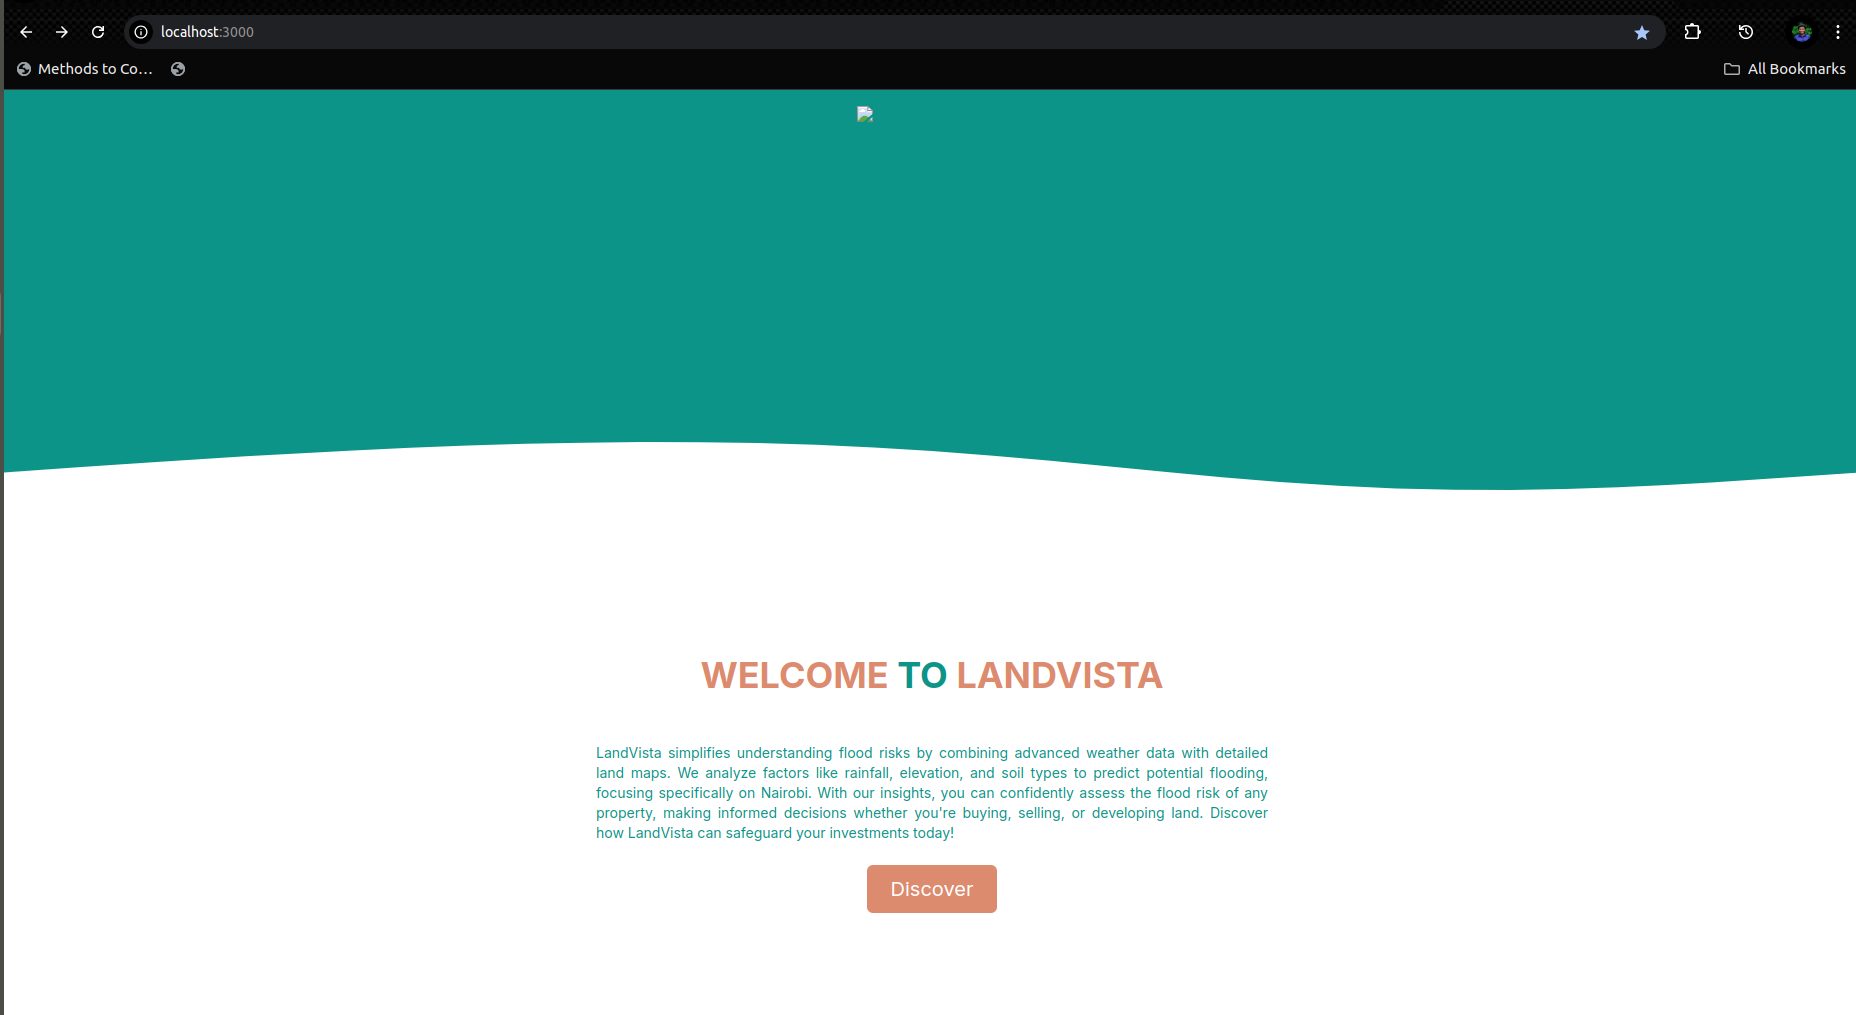 localhost:3000
Methods to Co...
All Bookmarks
WELCOME TO LANDVISTA
LandVista simplifies understanding flood risks by combining advanced weather data with detailed
land maps. We analyze factors like rainfall, elevation, and soil types to predict potential flooding,
focusing specifically on Nairobi. With our insights, you can confidently assess the flood risk of any
property, making informed decisions whether you're buying, selling, or developing land. Discover
how LandVista can safeguard your investments today!
Discover